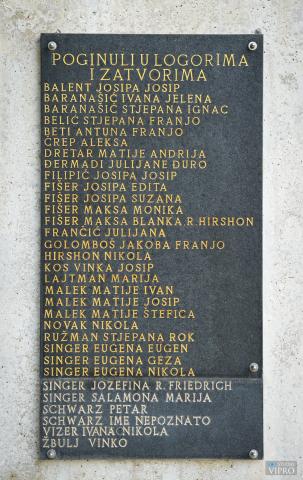 POGINULI U LOGORIMA
I ZATVORIMA
BALENT JOSIPA JOSIP
BARANAŠIĆ IVANA JELENA
BARANAŠIĆ STJEPANA IGNAC
BELIĆ STJEPANA FRANJO
BETI ANTUNA FRANJO
ČREP ALEKSA
DRETAR MATIJE ANDRIJA
ĐERMAĐI JULIJANE ĐURO
FILIPIĆ JOSIPA JOSIP
FIŠER JOSIPA EDITA
FIŠER JOSIPA SUZANA
FIŠER MAKSA MONIKA
FIŠER MAKSA BLANKA R. HIRSHON
FRANČIĆ JULIJANA
GOLOMBOŠ JAKOBA FRANJO
HIRSHON NIKOLA
KOS VINKA JOSIP
LAJTMAN MARIJA
MALEK MATIJE IVAN
MALEK MATIJE JOSIP
MALEK MATIJE ŠTEFICA
NOVAK NIKOLA
RUŽMAN STJEPANA ROK
SINGER EUGENA EUGEN
SINGER EUGENA GEZA
SINGER EUGENA NIKOLA
SINGER JOZEFINA R. FRIEDRICH
SINGER SALAMONA MARIJA
SCHWARZ PETAR
SCHWARZ IME NEPOZNATO
VIZER IVANA NIKOLA
ŽBULJ VINKO
STUDIO
VIPRO